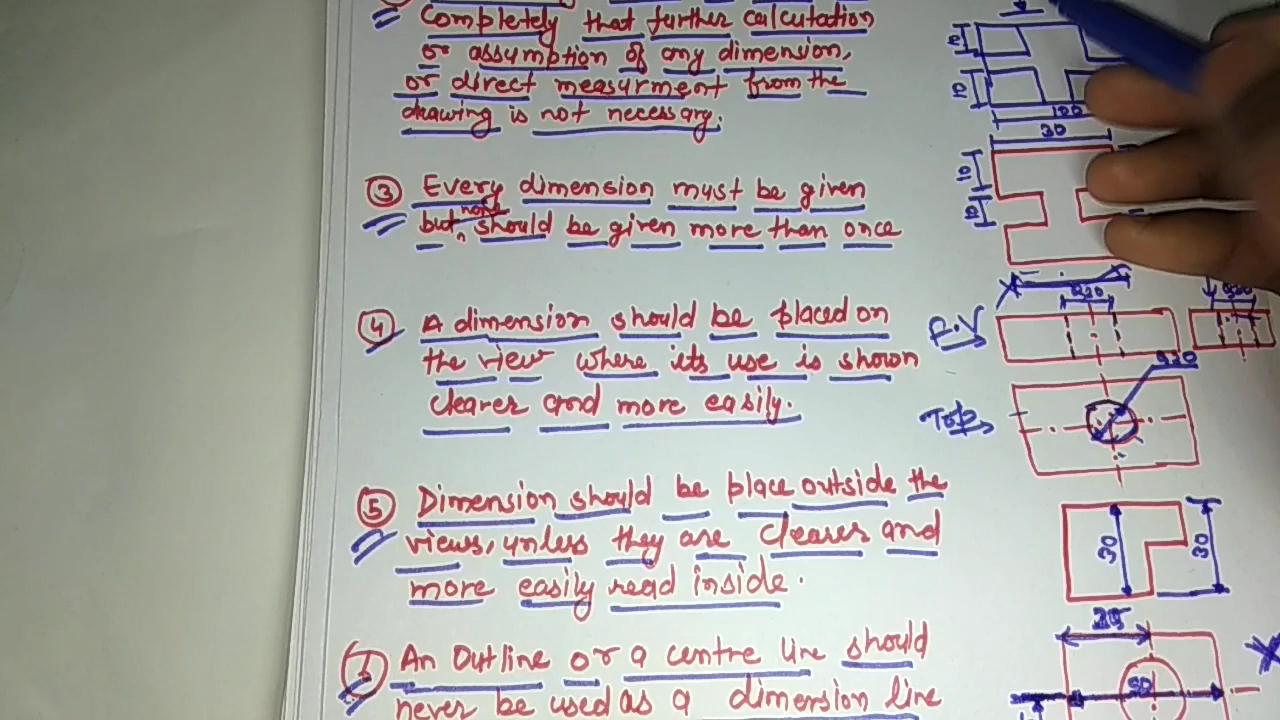 Completely that further calculation
or assumption of any dimension,
or direct measurment from the
drawing is not necessary.
③ Every dimension must be given
but none should be given more than once
④ A dimension should be placed on
the view where its use is shown
clearer and more easily.
⑤ Dimension should be place outside the
views, unless they are clearer and
more easily read inside.
An Outline or a centre line should
never be used as a dimension line
10
10
100
30
10
10
F.V
Top
30
30
25
50